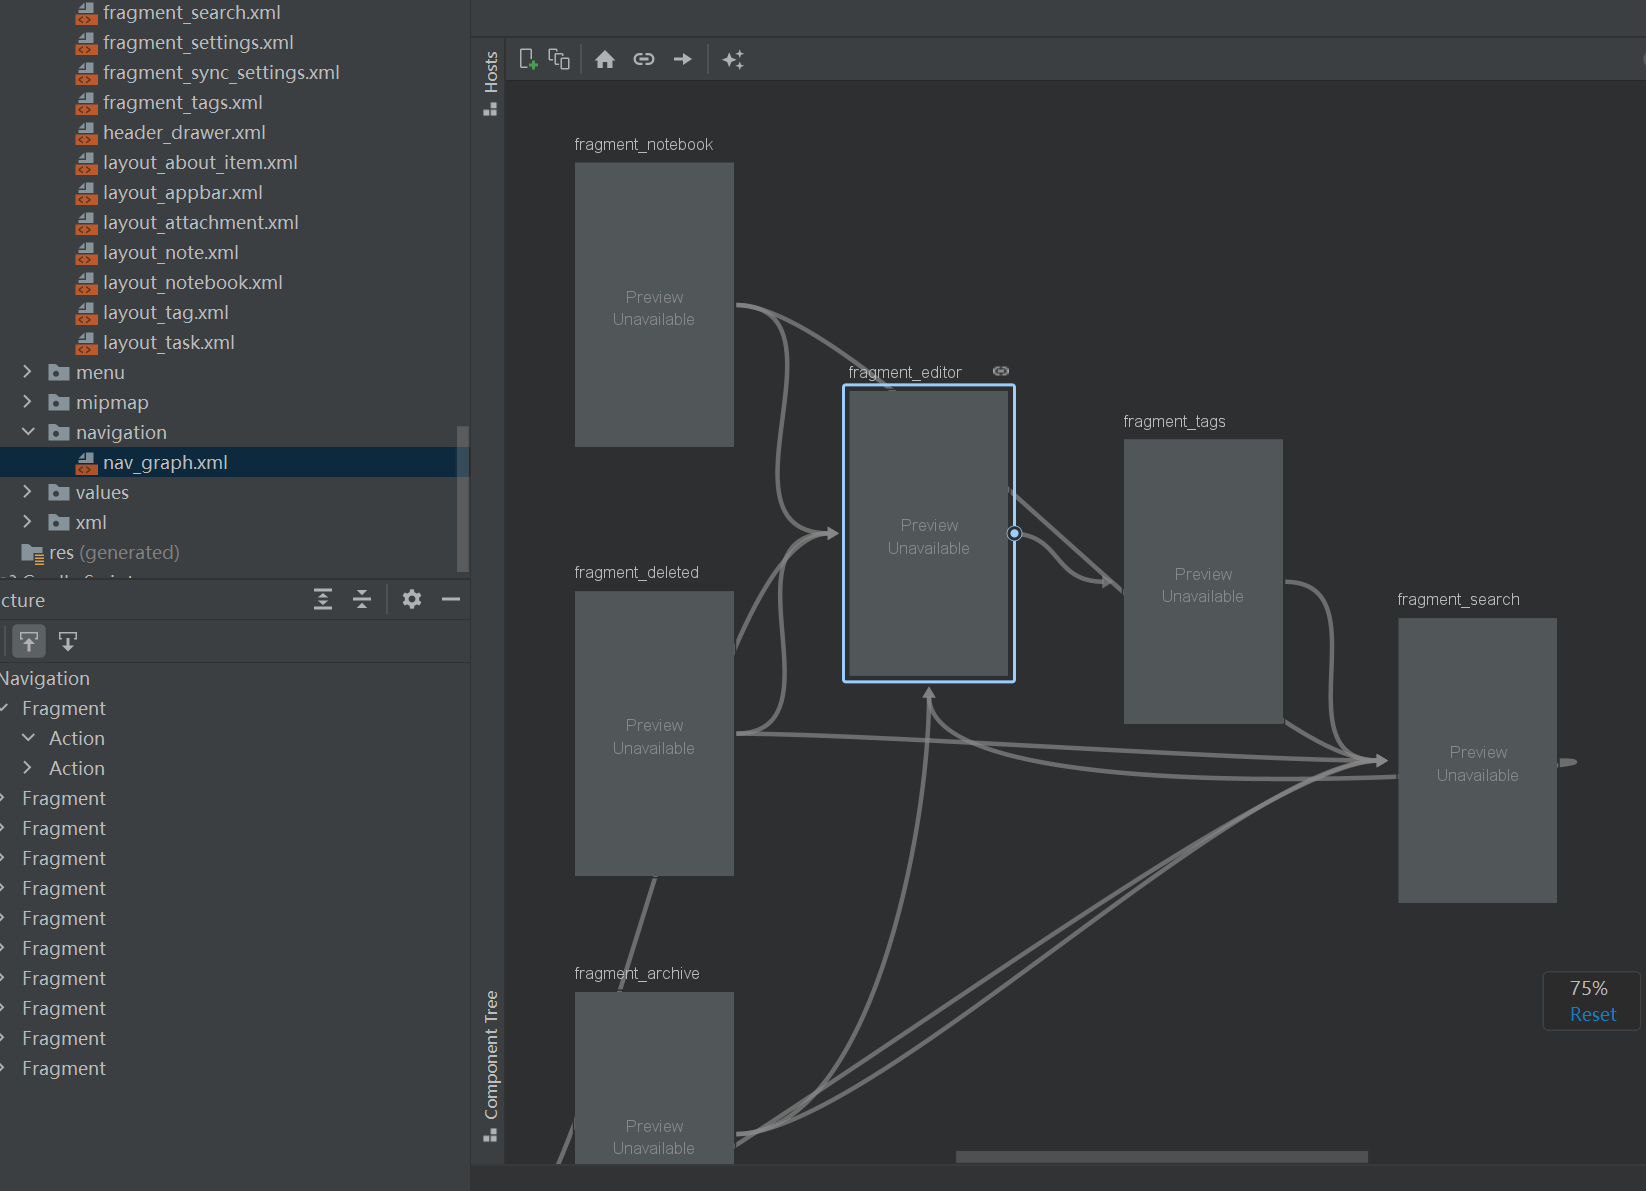 fragment_search.xml
fragment_settings.xml
fragment_sync_settings.xml
fragment_tags.xml
header_drawer.xml
layout_about_item.xml
layout_appbar.xml
layout_attachment.xml
layout_note.xml
layout_notebook.xml
layout_tag.xml
layout_task.xml
menu
mipmap
navigation
nav_graph.xml
values
xml
res (generated)
cture
Navigation
Fragment
Action
Action
Fragment
Fragment
Fragment
Fragment
Fragment
Fragment
Fragment
Fragment
Fragment
Fragment
Hosts
Component Tree
fragment_notebook
Preview
Unavailable
fragment_editor
Preview
Unavailable
fragment_tags
Preview
Unavailable
fragment_deleted
Preview
Unavailable
fragment_search
Preview
Unavailable
fragment_archive
Preview
Unavailable
75%
Reset